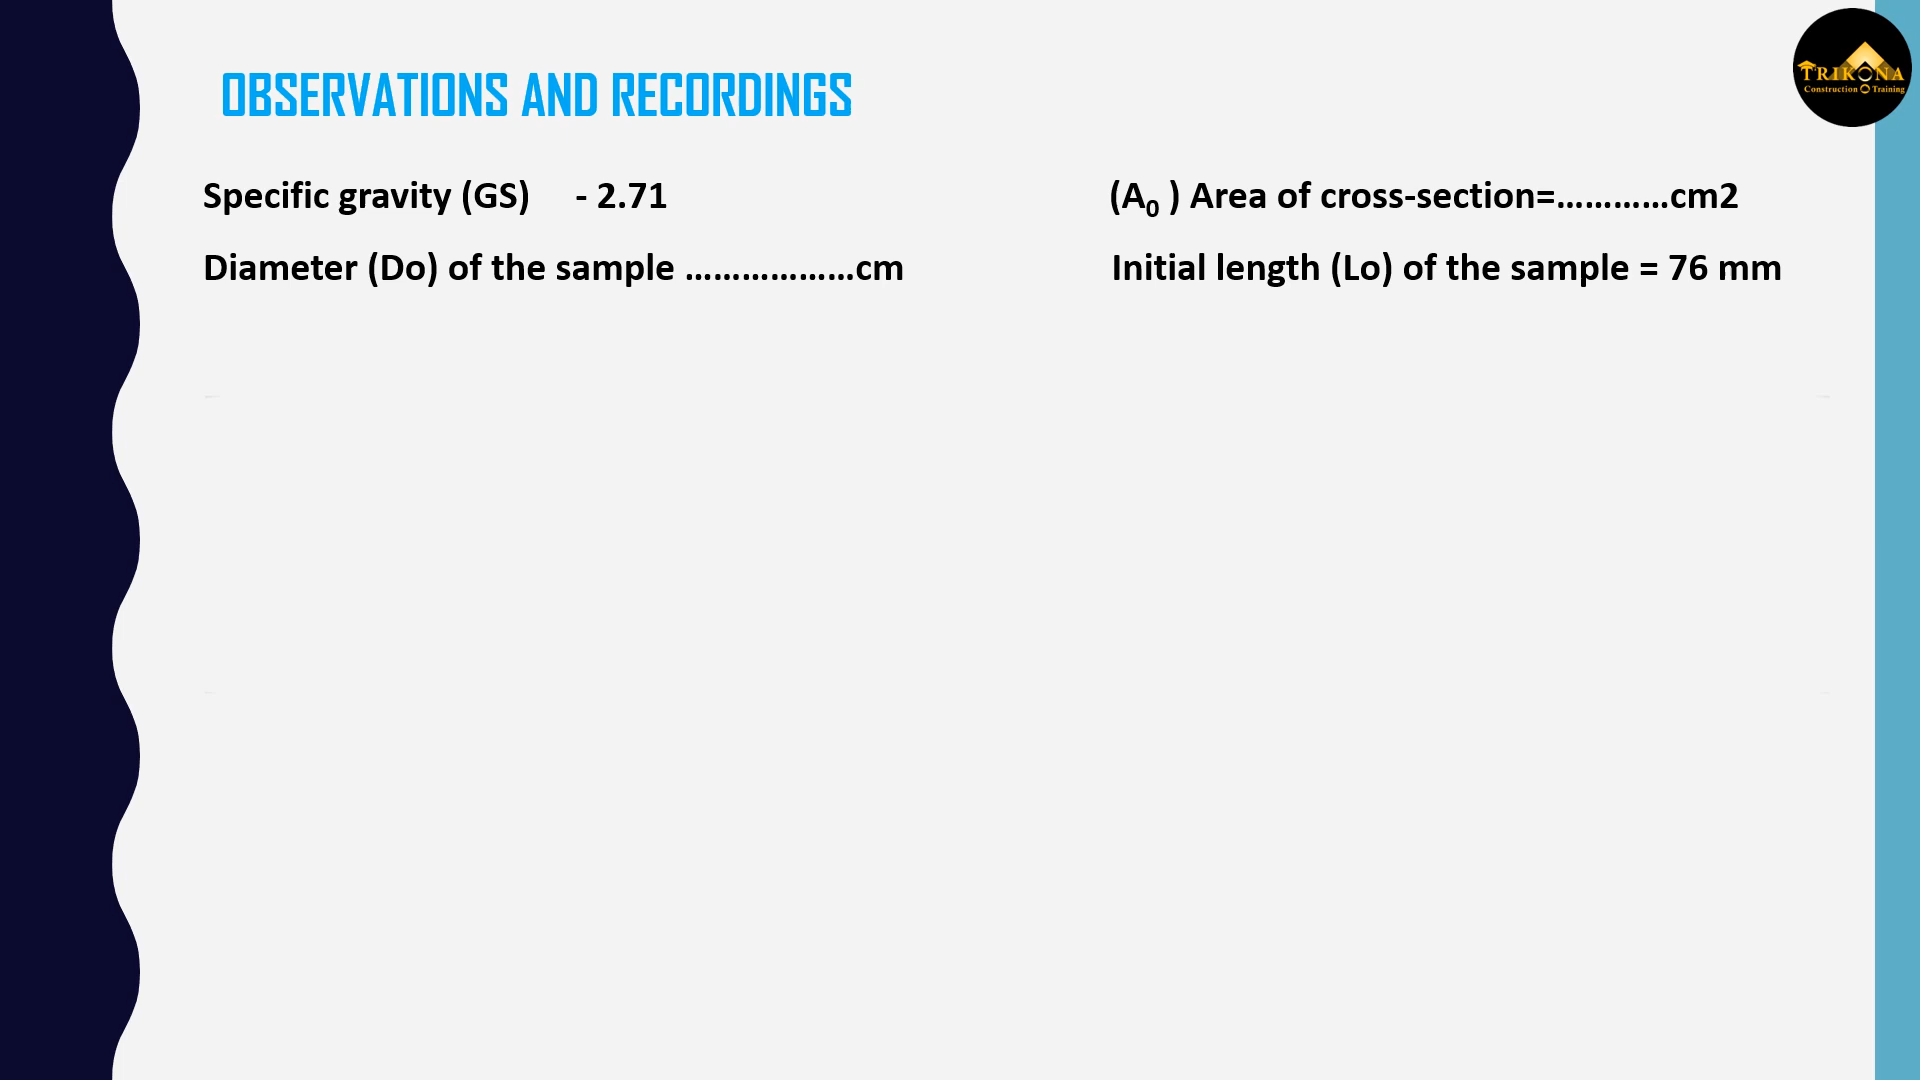 OBSERVATIONS AND RECORDINGS
TRIKONA
Construction Training
Specific gravity (GS) - 2.71
(A0 ) Area of cross-section=............cm2
Diameter (Do) of the sample ..................cm
Initial length (Lo) of the sample = 76 mm